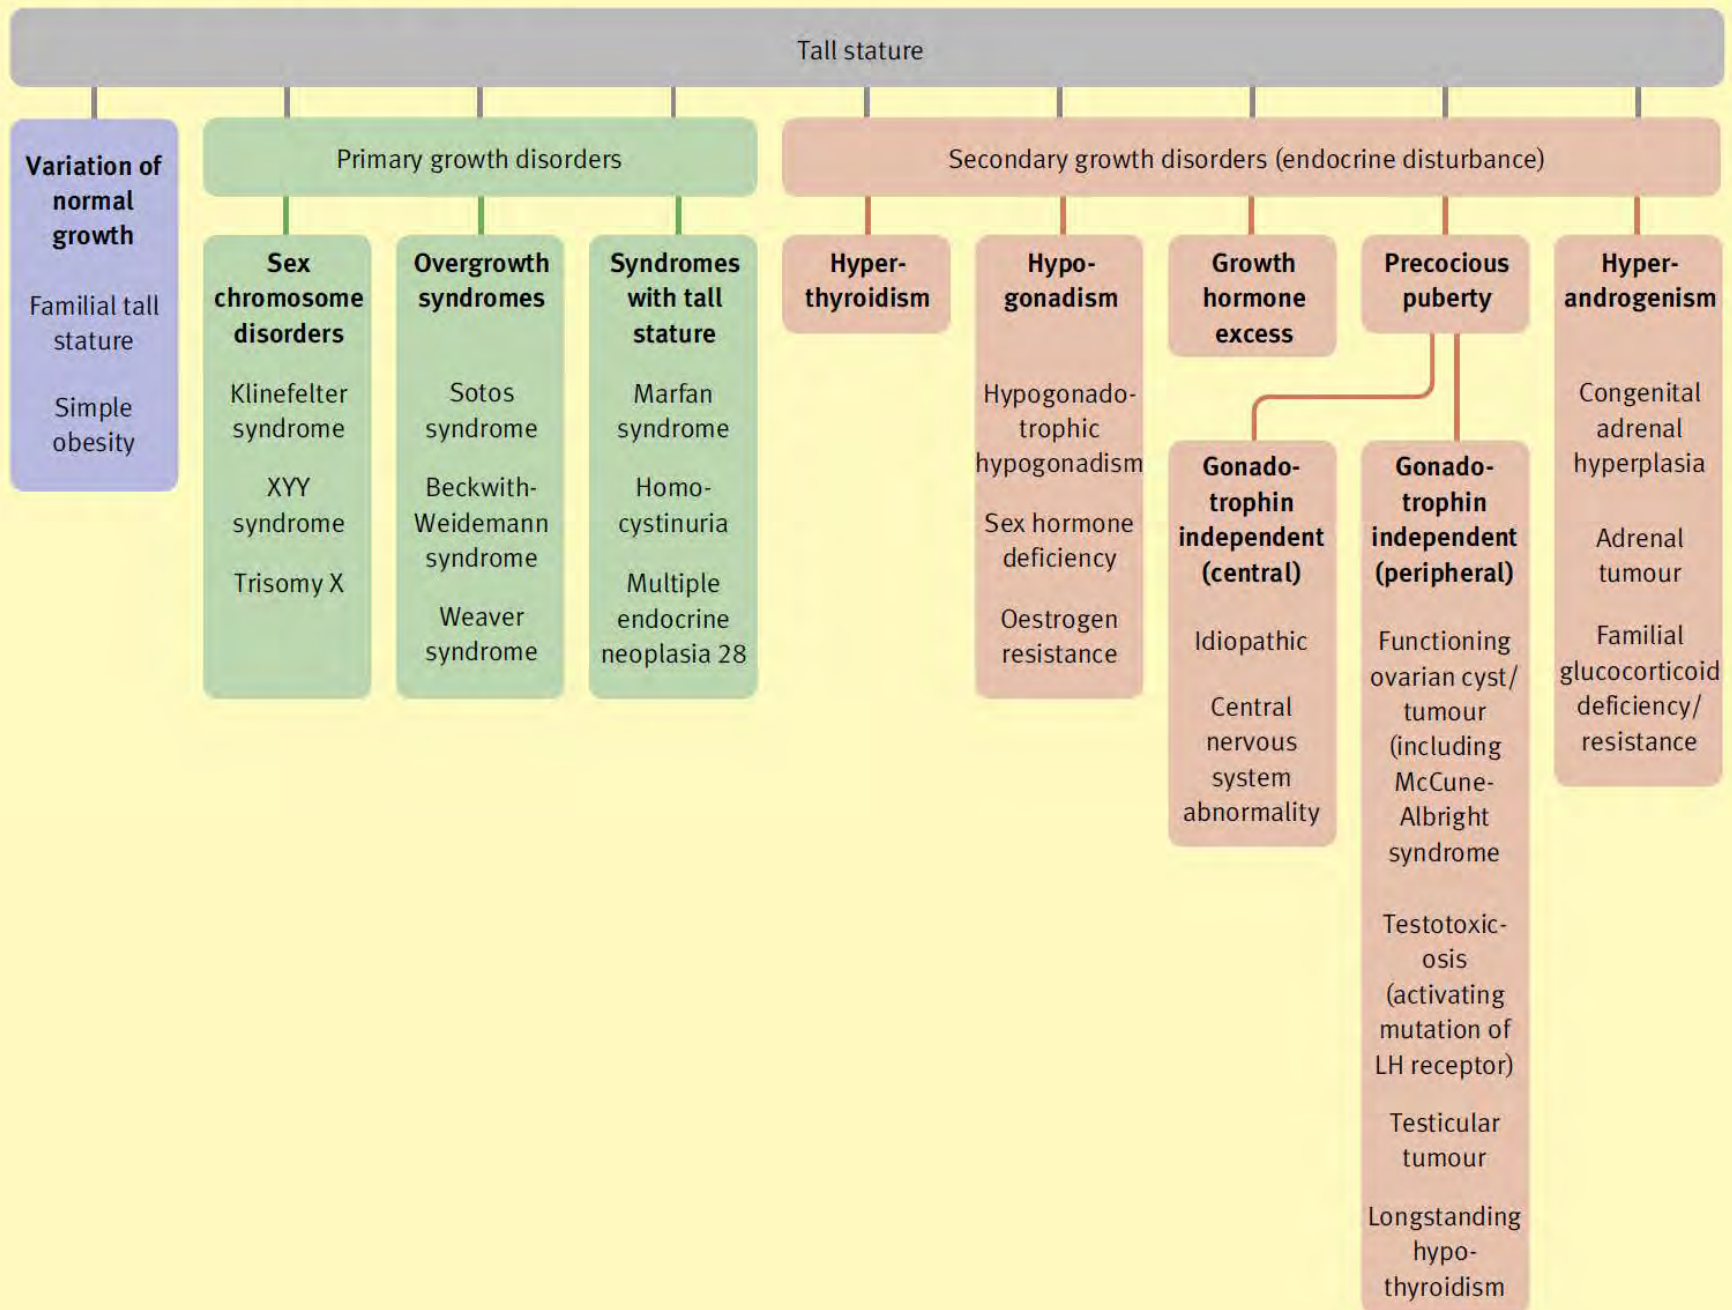 Tall stature
Variation of
normal
growth
Familial tall
stature
Simple
obesity
Primary growth disorders
Sex
chromosome
disorders
Klinefelter
syndrome
XYY
syndrome
Trisomy X
Overgrowth
syndromes
Sotos
syndrome
Beckwith-
Weidemann
syndrome
Weaver
syndrome
Syndromes
with tall
stature
Marfan
syndrome
Homo-
cystinuria
Multiple
endocrine
neoplasia 28
Secondary growth disorders (endocrine disturbance)
Hyper-
thyroidism
Hypo-
gonadism
Hypogonado-
trophic
hypogonadism
Sex hormone
deficiency
Oestrogen
resistance
Growth
hormone
excess
Precocious
puberty
Gonado-
trophin
independent
(central)
Idiopathic
Central
nervous
system
abnormality
Gonado-
trophin
independent
(peripheral)
Functioning
ovarian cyst/
tumour
(including
McCune-
Albright
syndrome
Testotoxic-
osis
(activating
mutation of
LH receptor)
Testicular
tumour
Longstanding
hypo-
thyroidism
Hyper-
androgenism
Congenital
adrenal
hyperplasia
Adrenal
tumour
Familial
glucocorticoid
deficiency/
resistance